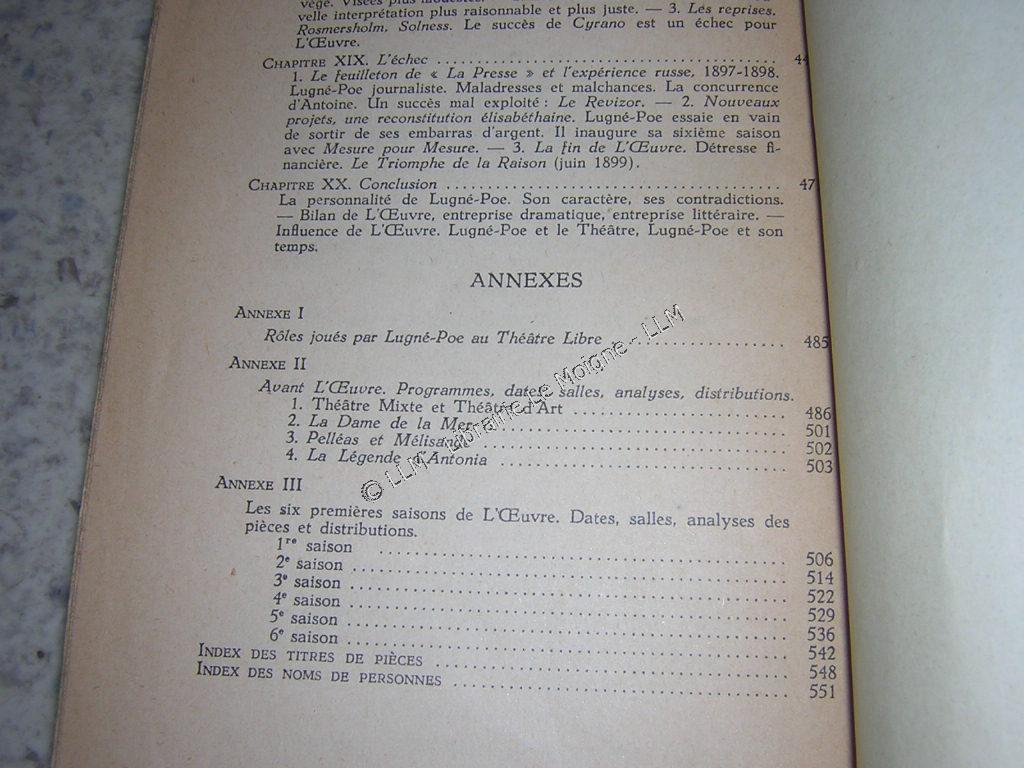 vège. Visées plus modestes.
velle interprétation plus raisonnable et plus juste. — 3. Les reprises.
Rosmersholm, Solness. Le succès de Cyrano est un échec pour
L'Œuvre.
CHAPITRE XIX. L'échec
1. Le feuilleton de « La Presse » et l'expérience russe, 1897-1898.
Lugné-Poe journaliste. Maladresses et malchances. La concurrence
d'Antoine. Un succès mal exploité : Le Revizor. — 2. Nouveaux
projets, une reconstitution élisabéthaine. Lugné-Poe essaie en vain
de sortir de ses embarras d'argent. Il inaugure sa sixième saison
avec Mesure pour Mesure. — 3. La fin de L'Œuvre. Détresse fi-
nancière. Le Triomphe de la Raison (juin 1899).
CHAPITRE XX. Conclusion .......... 47
La personnalité de Lugné-Poe. Son caractère, ses contradictions.
— Bilan de L'Œuvre, entreprise dramatique, entreprise littéraire. —
Influence de L'Œuvre. Lugné-Poe et le Théâtre, Lugné-Poe et son
temps.
ANNEXES
ANNEXE I
Rôles joués par Lugné-Poe au Théâtre Libre .......... 485
ANNEXE II
Avant L'Œuvre. Programmes, dates, salles, analyses, distributions.
1. Théâtre Mixte et Théâtre d'Art .......... 486
2. La Dame de la Mer .......... 501
3. Pelléas et Mélisande .......... 502
4. La Légende d'Antonia .......... 503
ANNEXE III
Les six premières saisons de L'Œuvre. Dates, salles, analyses des
pièces et distributions.
1re saison .......... 506
2e saison .......... 514
3e saison .......... 522
4e saison .......... 529
5e saison .......... 536
6e saison .......... 542
INDEX DES TITRES DE PIÈCES .......... 548
INDEX DES NOMS DE PERSONNES .......... 551
© LLM - Librairie Le Moigne - LLM